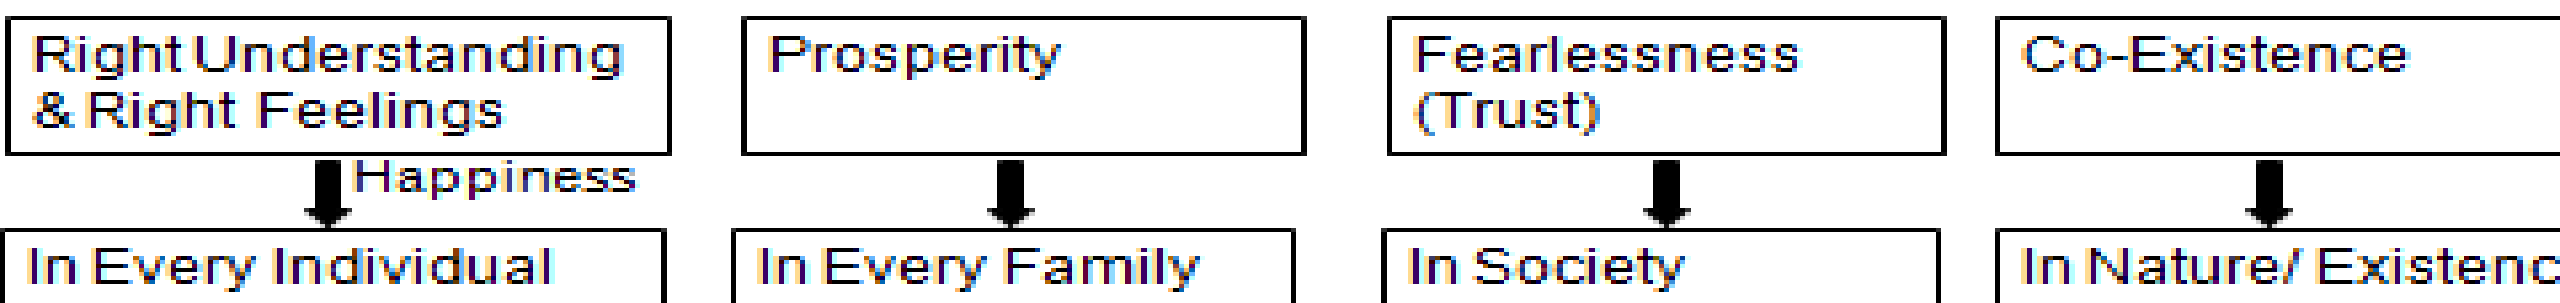 Right Understanding
& Right Feelings
Prosperity
Fearlessness
(Trust)
Co-Existence
Happiness
In Every Individual
In Every Family
In Society
In Nature/ Existenc